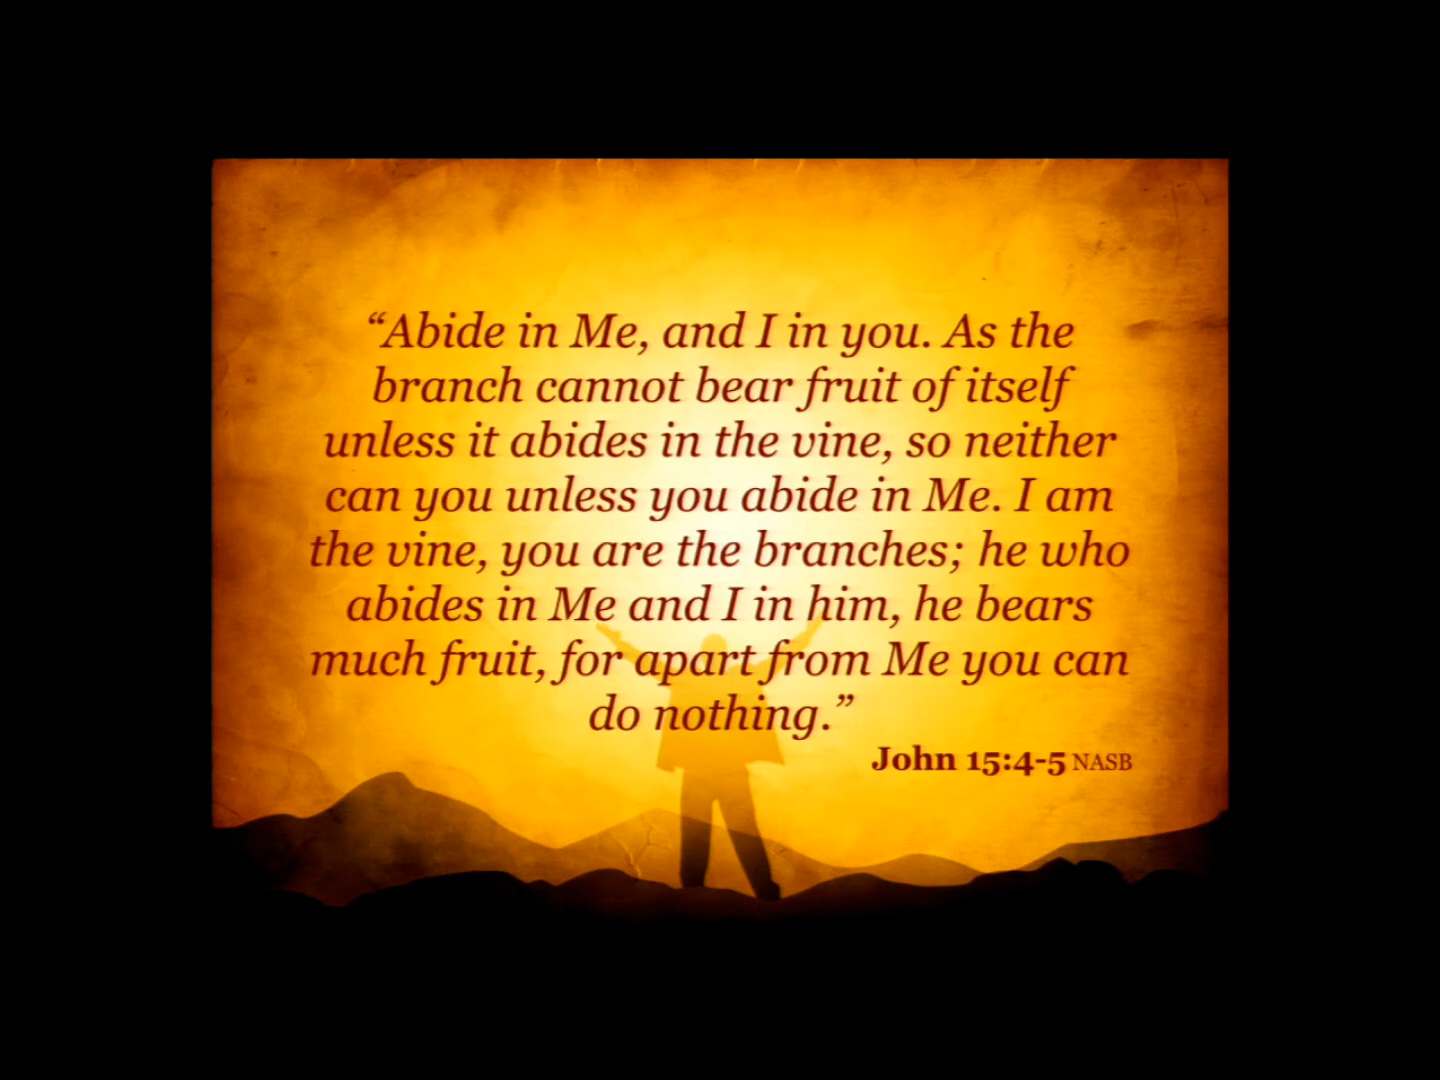 “Abide in Me, and I in you. As the
branch cannot bear fruit of itself
unless it abides in the vine, so neither
can you unless you abide in Me. I am
the vine, you are the branches; he who
abides in Me and I in him, he bears
much fruit, for apart from Me you can
do nothing.”
John 15:4-5 NASB